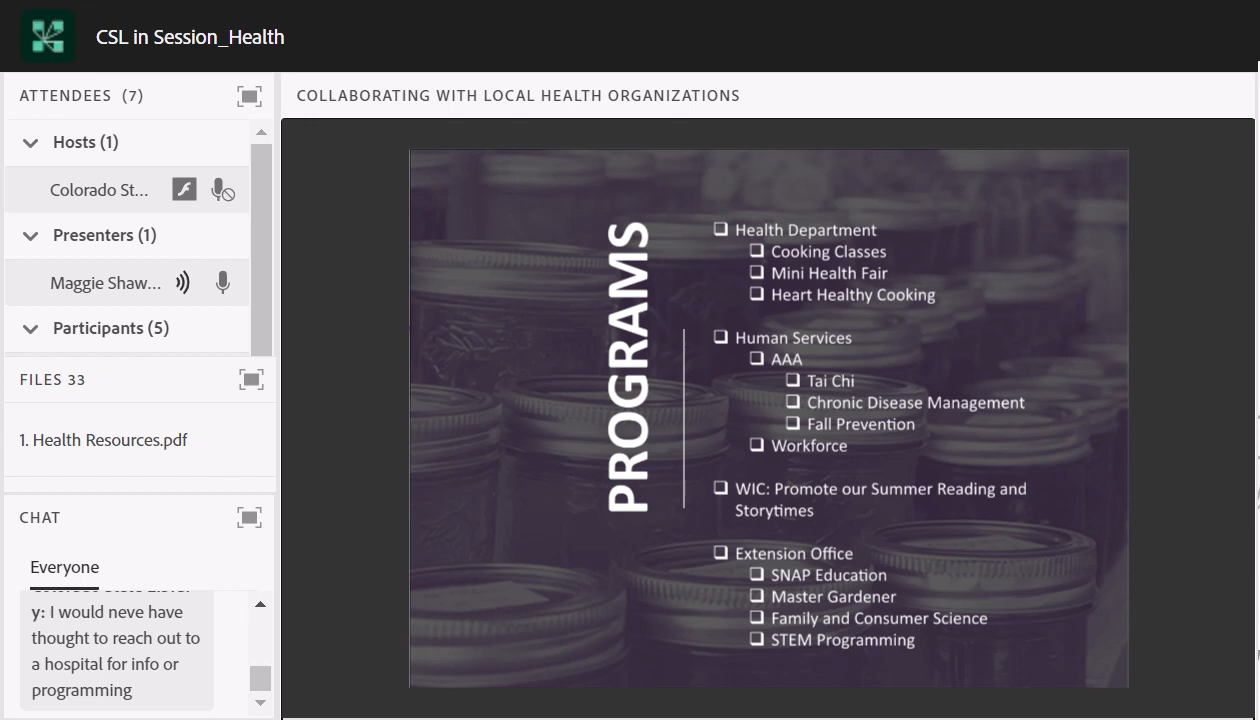 CSL in Session_Health
ATTENDEES (7)
Hosts (1)
Colorado St...
Presenters (1)
Maggie Shaw...
Participants (5)
FILES 33
1. Health Resources.pdf
CHAT
Everyone
y: I would neve have
thought to reach out to
a hospital for info or
programming
COLLABORATING WITH LOCAL HEALTH ORGANIZATIONS
PROGRAMS
❑ Health Department
❑ Cooking Classes
❑ Mini Health Fair
❑ Heart Healthy Cooking
❑ Human Services
❑ AAA
❑ Tai Chi
❑ Chronic Disease Management
❑ Fall Prevention
❑ Workforce
❑ WIC: Promote our Summer Reading and
Storytimes
❑ Extension Office
❑ SNAP Education
❑ Master Gardener
❑ Family and Consumer Science
❑ STEM Programming